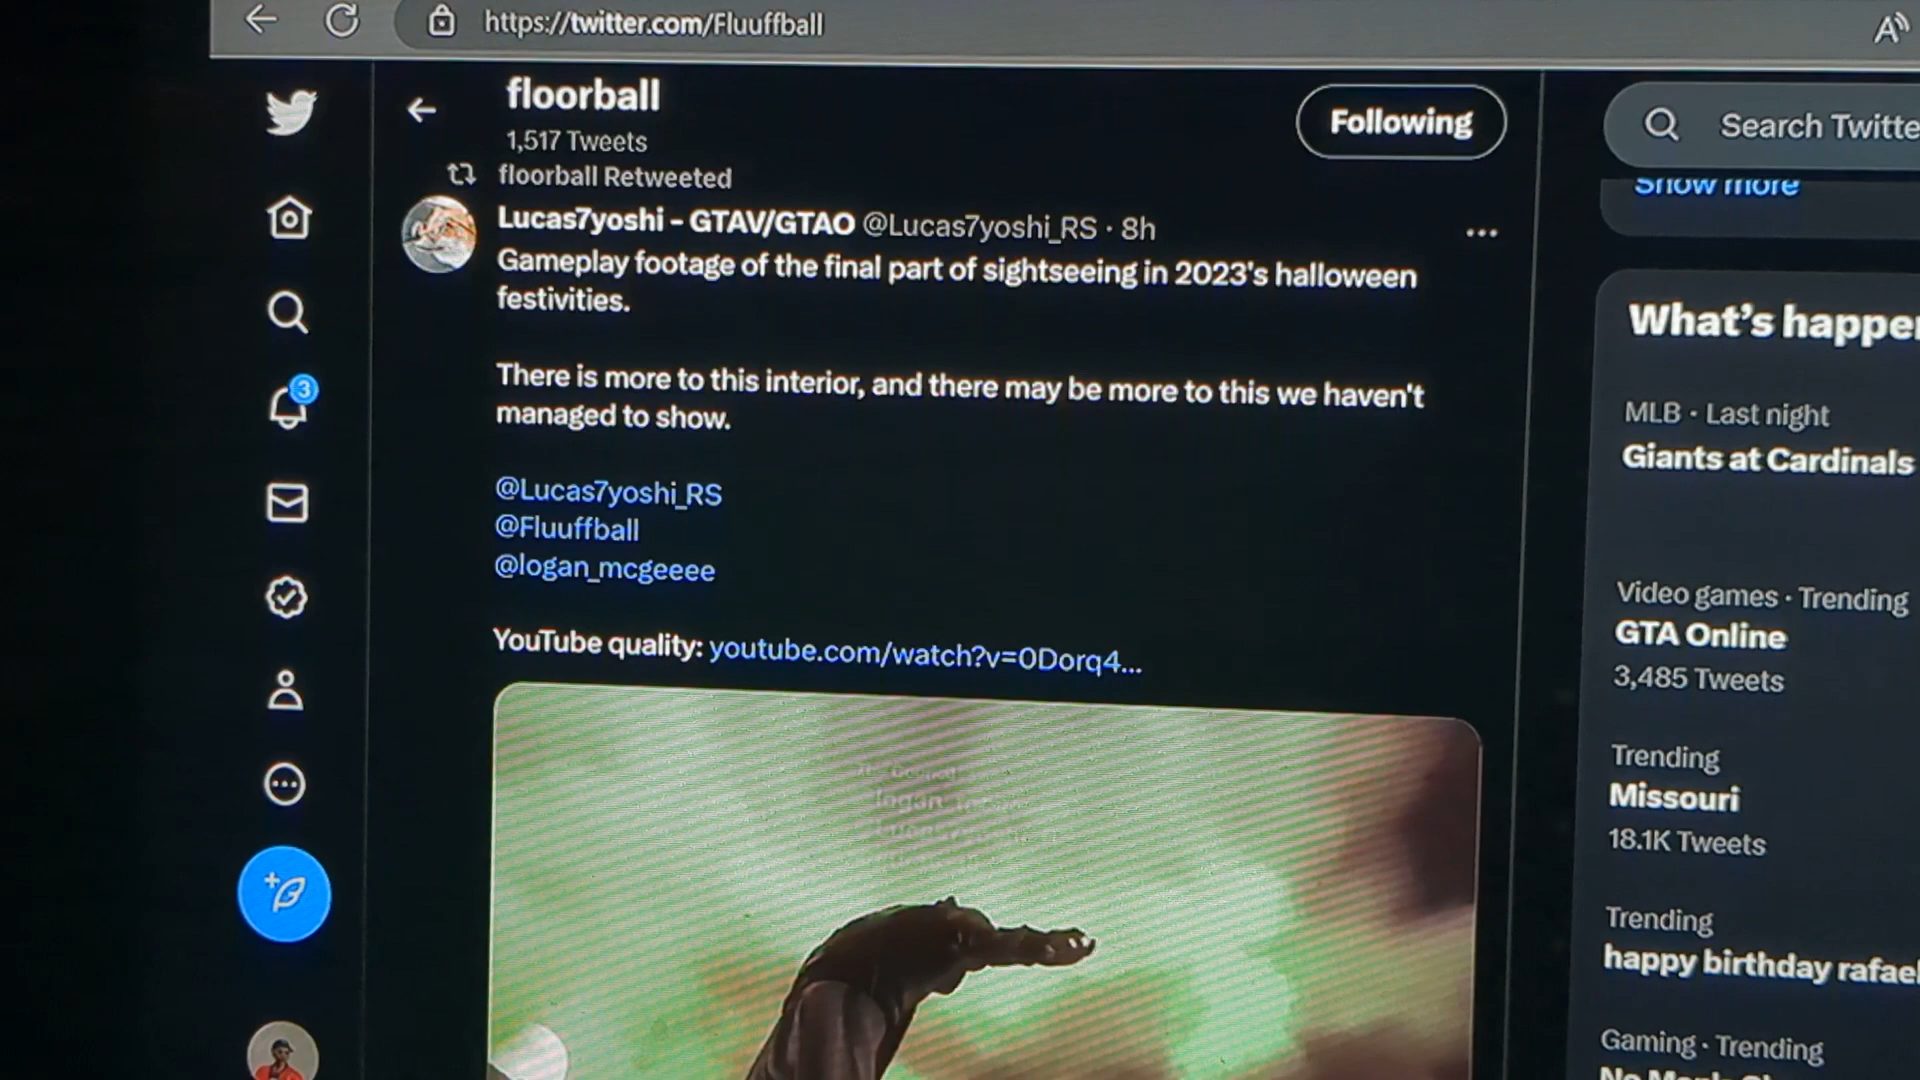 https://twitter.com/Fluuffball
floorball
1,517 Tweets
Following
Search Twitte
floorball Retweeted
Lucas7yoshi - GTAV/GTAO @Lucas7yoshi_RS · 8h
Gameplay footage of the final part of sightseeing in 2023's halloween
festivities.
There is more to this interior, and there may be more to this we haven't
managed to show.
@Lucas7yoshi_RS
@Fluuffball
@logan_mcgeeee
YouTube quality: youtube.com/watch?v=0Dorq4...
3
Show more
What's happe
MLB · Last night
Giants at Cardinals
Video games · Trending
GTA Online
3,485 Tweets
Trending
Missouri
18.1K Tweets
Trending
happy birthday rafael
Gaming · Trending